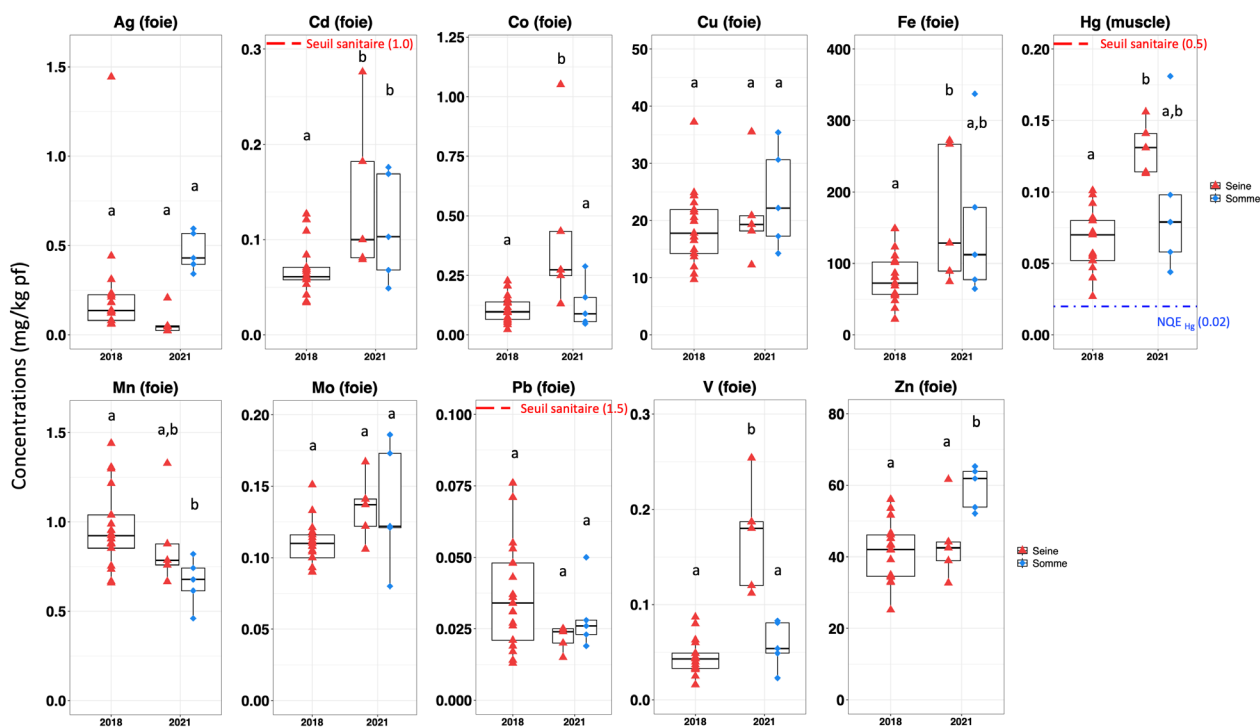 Ag (foie)
Cd (foie)
Co (foie)
Cu (foie)
Fe (foie)
Hg (muscle)
Seuil sanitaire (1.0)
Seuil sanitaire (0.5)
1.5
1.0
0.5
0.0
a
a
a
2018
2021
0.3
0.2
0.1
0.0
a
b
b
2018
2021
1.25
1.00
0.75
0.50
0.25
0.00
a
b
a
2018
2021
50
40
30
20
10
0
a
a
a
2018
2021
400
300
200
100
0
a
b
a,b
2018
2021
0.20
0.15
0.10
0.05
0.00
a
b
a,b
NQE Hg (0.02)
2018
2021
Seine
Somme
Concentrations (mg/kg pf)
Mn (foie)
Mo (foie)
Pb (foie)
V (foie)
Zn (foie)
Seuil sanitaire (1.5)
1.5
1.0
0.5
0.0
a
a,b
b
2018
2021
0.20
0.15
0.10
0.05
0.00
a
a
a
2018
2021
0.100
0.075
0.050
0.025
0.000
a
a
a
2018
2021
0.3
0.2
0.1
0.0
a
b
a
2018
2021
80
60
40
20
0
a
a
b
2018
2021
Seine
Somme